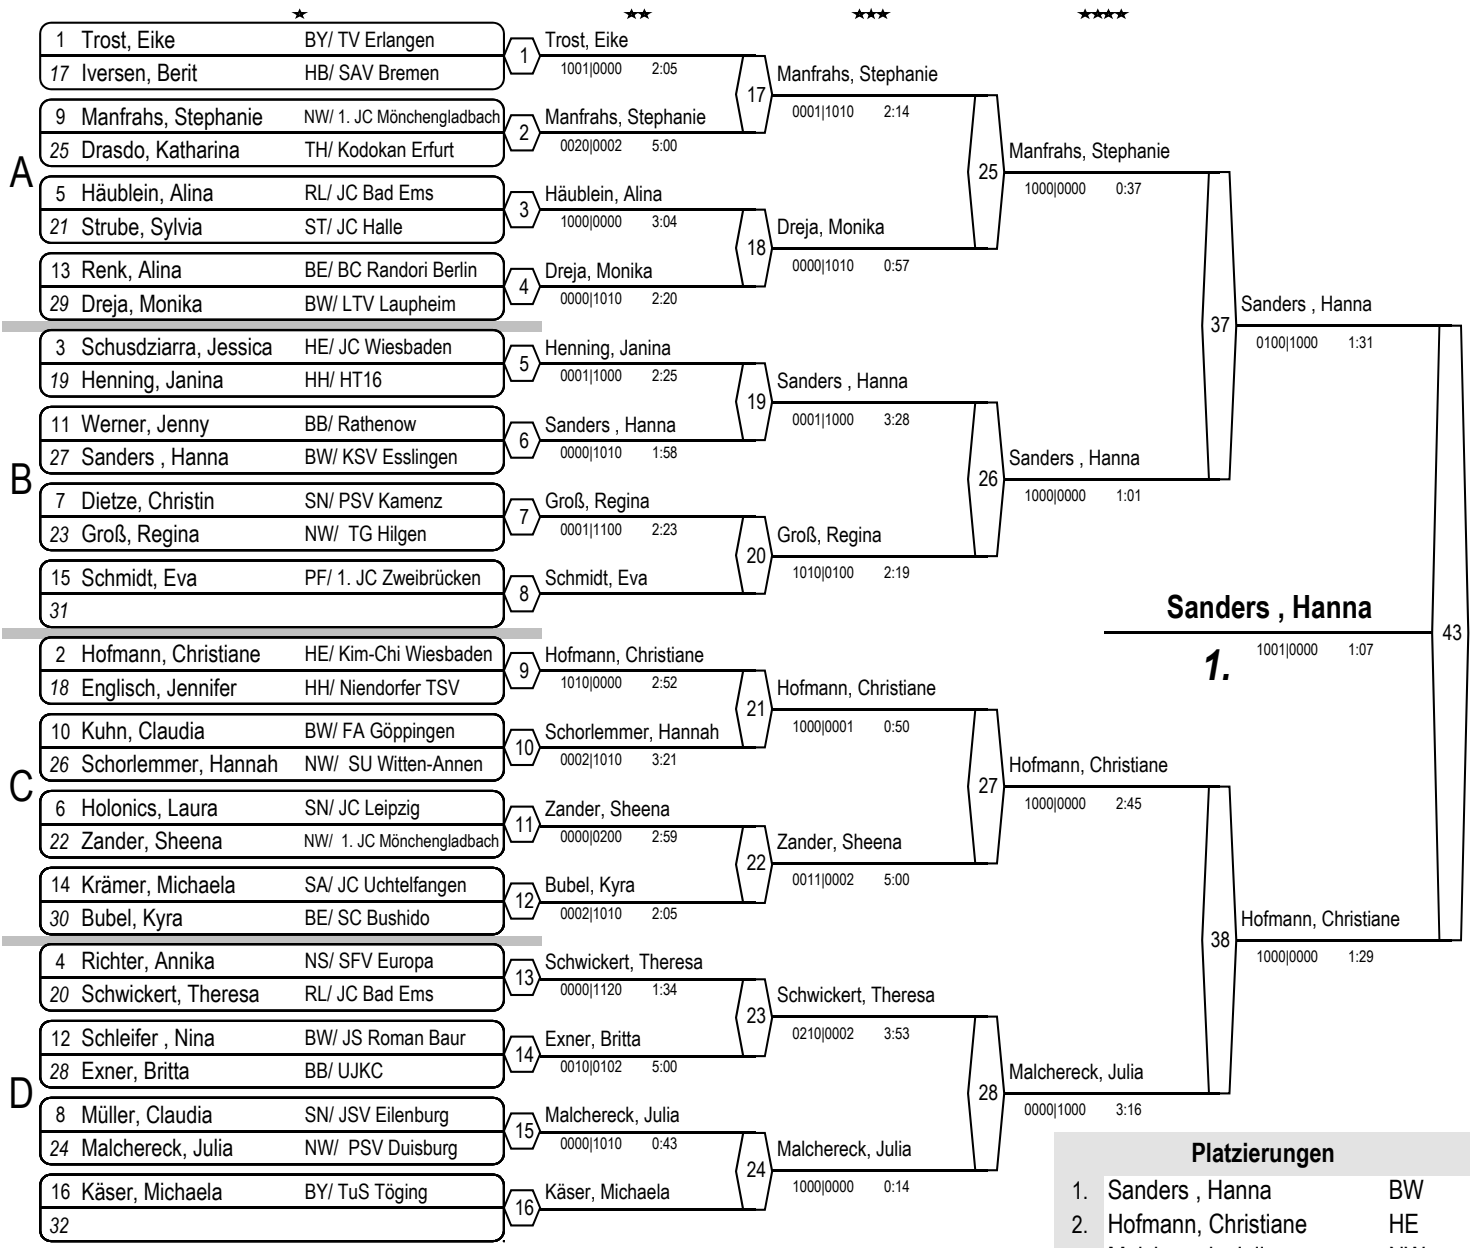 ★ ★★ ★★★ ★★★★
A
1 Trost, Eike BY/ TV Erlangen
17 Iversen, Berit HB/ SAV Bremen
9 Manfrahs, Stephanie NW/ 1. JC Mönchengladbach
25 Drasdo, Katharina TH/ Kodokan Erfurt
5 Häublein, Alina RL/ JC Bad Ems
21 Strube, Sylvia ST/ JC Halle
13 Renk, Alina BE/ BC Randori Berlin
29 Dreja, Monika BW/ LTV Laupheim
B
3 Schusdziarra, Jessica HE/ JC Wiesbaden
19 Henning, Janina HH/ HT16
11 Werner, Jenny BB/ Rathenow
27 Sanders , Hanna BW/ KSV Esslingen
7 Dietze, Christin SN/ PSV Kamenz
23 Groß, Regina NW/ TG Hilgen
15 Schmidt, Eva PF/ 1. JC Zweibrücken
31
C
2 Hofmann, Christiane HE/ Kim-Chi Wiesbaden
18 Englisch, Jennifer HH/ Niendorfer TSV
10 Kuhn, Claudia BW/ FA Göppingen
26 Schorlemmer, Hannah NW/ SU Witten-Annen
6 Holonics, Laura SN/ JC Leipzig
22 Zander, Sheena NW/ 1. JC Mönchengladbach
14 Krämer, Michaela SA/ JC Uchtelfangen
30 Bubel, Kyra BE/ SC Bushido
D
4 Richter, Annika NS/ SFV Europa
20 Schwickert, Theresa RL/ JC Bad Ems
12 Schleifer , Nina BW/ JS Roman Baur
28 Exner, Britta BB/ UJKC
8 Müller, Claudia SN/ JSV Eilenburg
24 Malchereck, Julia NW/ PSV Duisburg
16 Käser, Michaela BY/ TuS Töging
32
1 Trost, Eike
1001|0000 2:05
2 Manfrahs, Stephanie
0020|0002 5:00
3 Häublein, Alina
1000|0000 3:04
4 Dreja, Monika
0000|1010 2:20
5 Henning, Janina
0001|1000 2:25
6 Sanders , Hanna
0000|1010 1:58
7 Groß, Regina
0001|1100 2:23
8 Schmidt, Eva
9 Hofmann, Christiane
1010|0000 2:52
10 Schorlemmer, Hannah
0002|1010 3:21
11 Zander, Sheena
0000|0200 2:59
12 Bubel, Kyra
0002|1010 2:05
13 Schwickert, Theresa
0000|1120 1:34
14 Exner, Britta
0010|0102 5:00
15 Malchereck, Julia
0000|1010 0:43
16 Käser, Michaela
17 Manfrahs, Stephanie
0001|1010 2:14
18 Dreja, Monika
0000|1010 0:57
19 Sanders , Hanna
0001|1000 3:28
20 Groß, Regina
1010|0100 2:19
21 Hofmann, Christiane
1000|0001 0:50
22 Zander, Sheena
0011|0002 5:00
23 Schwickert, Theresa
0210|0002 3:53
24 Malchereck, Julia
1000|0000 0:14
25 Manfrahs, Stephanie
1000|0000 0:37
26 Sanders , Hanna
1000|0000 1:01
27 Hofmann, Christiane
1000|0000 2:45
28 Malchereck, Julia
0000|1000 3:16
37 Sanders , Hanna
0100|1000 1:31
38 Hofmann, Christiane
1000|0000 1:29
43 Sanders , Hanna
1. 1001|0000 1:07
Platzierungen
1. Sanders , Hanna BW
2. Hofmann, Christiane HE